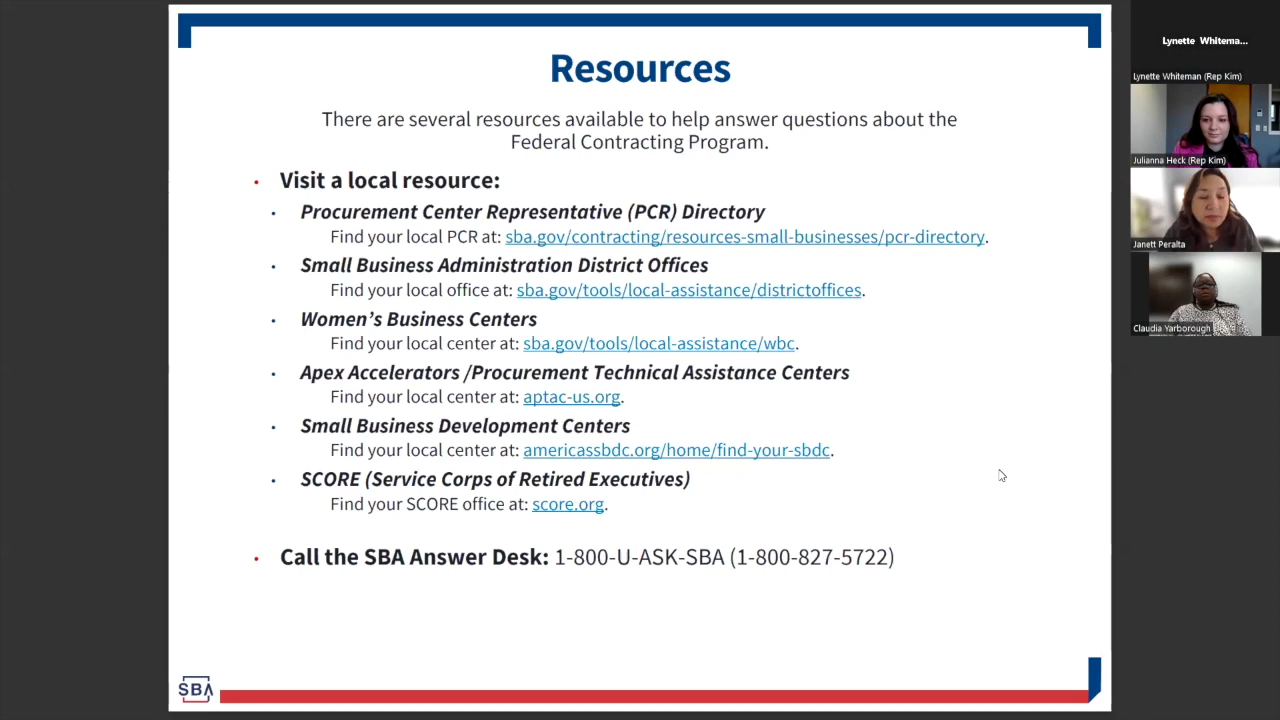 Resources
There are several resources available to help answer questions about the
Federal Contracting Program.
• Visit a local resource:
• Procurement Center Representative (PCR) Directory
Find your local PCR at: sba.gov/contracting/resources-small-businesses/pcr-directory.
• Small Business Administration District Offices
Find your local office at: sba.gov/tools/local-assistance/districtoffices.
• Women’s Business Centers
Find your local center at: sba.gov/tools/local-assistance/wbc.
• Apex Accelerators /Procurement Technical Assistance Centers
Find your local center at: aptac-us.org.
• Small Business Development Centers
Find your local center at: americassbdc.org/home/find-your-sbdc.
• SCORE (Service Corps of Retired Executives)
Find your SCORE office at: score.org.
• Call the SBA Answer Desk: 1-800-U-ASK-SBA (1-800-827-5722)
SBA
Lynette Whitema...
Lynette Whiteman (Rep Kim)
Julianna Heck (Rep Kim)
Janett Peralta
Claudia Yarborough